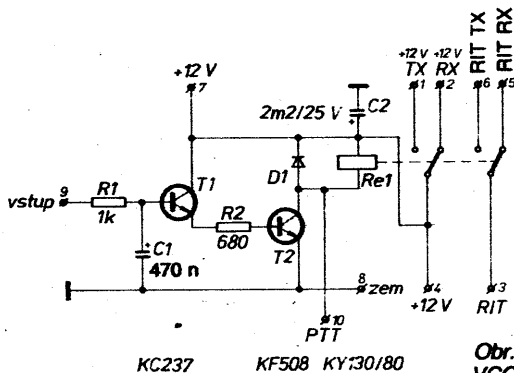 +12 V
7
2m2/25 V
C2
+12 V
TX
1
+12 V
RX
2
RIT TX
6
RIT RX
5
vstup
9
R1
1k
T1
D1
Re1
R2
680
T2
C1
470 n
8
zem
10
PTT
4
+12 V
3
RIT
KC237
KF508
KY130/80
Obr.